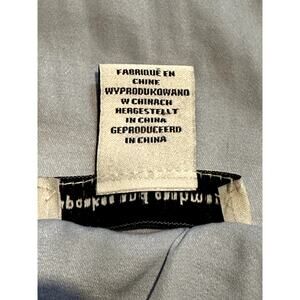 FABRIQUÉ EN
CHINE
WYPRODUKOWANO
W CHINACH
HERGESTELLT
IN CHINA
GEPRODUCEERD
IN CHINA